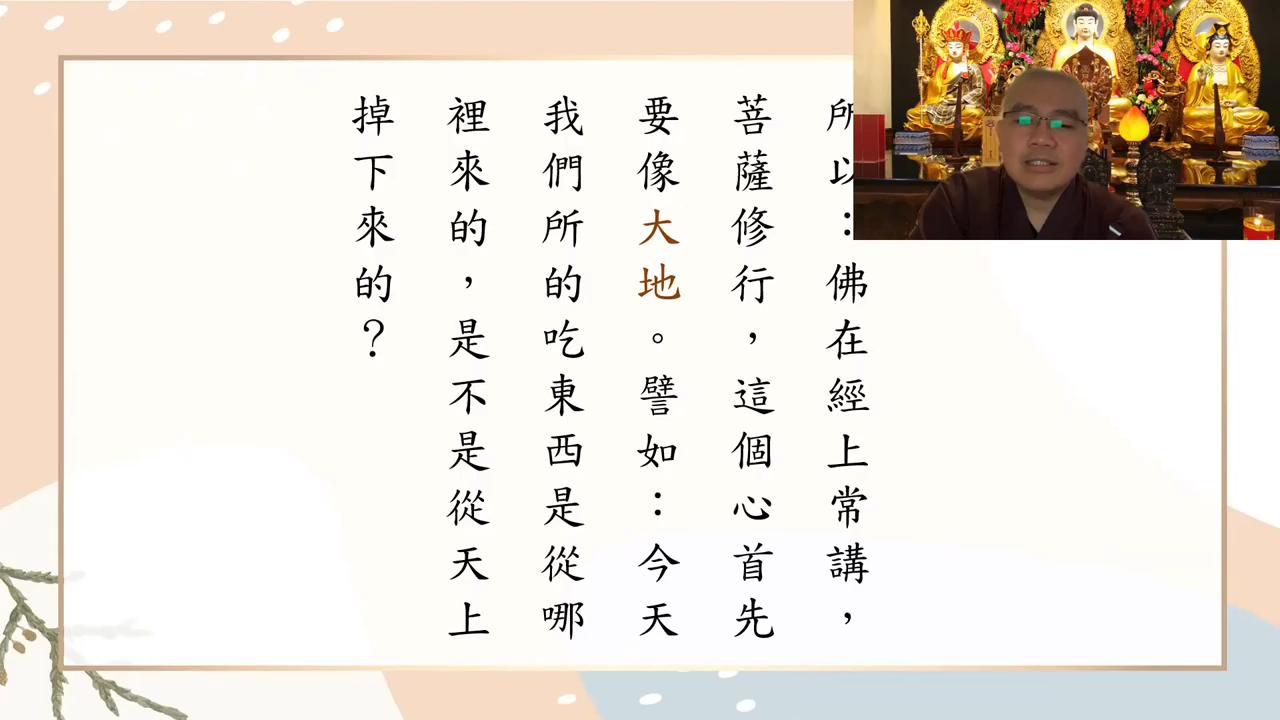 所以：佛在經上常講，
菩薩修行，這個心首先
要像大地。譬如：今天
我們所的吃東西是從哪
裡來的，是不是從天上
掉下來的？